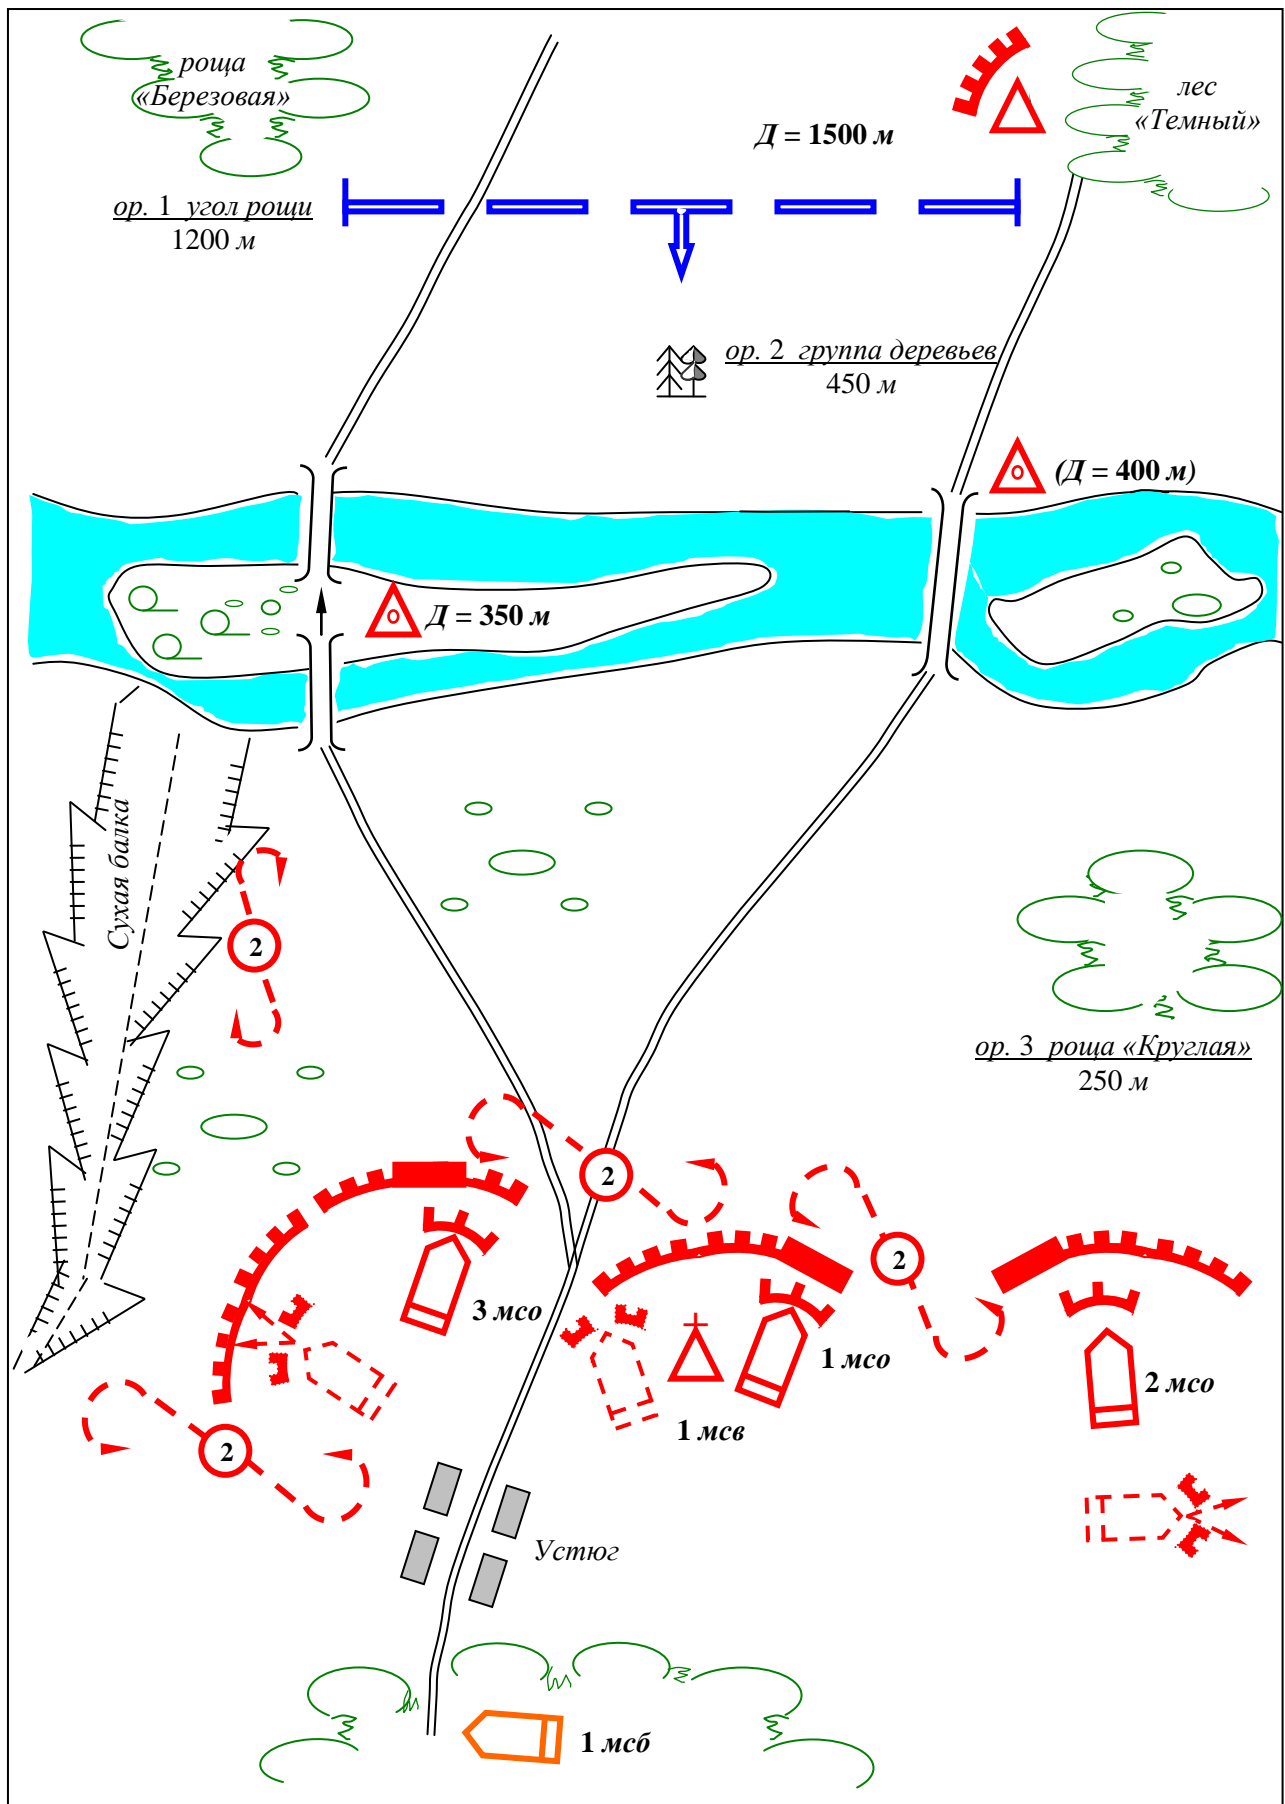 роща
«Березовая»
лес
«Темный»
Д = 1500 м
ор. 1 угол рощи
1200 м
ор. 2 группа деревьев
450 м
(Д = 400 м)
Д = 350 м
Сухая балка
2
ор. 3 роща «Круглая»
250 м
2
2
3 мсо
1 мсо
2 мсо
1 мсв
2
Устюг
1 мсб